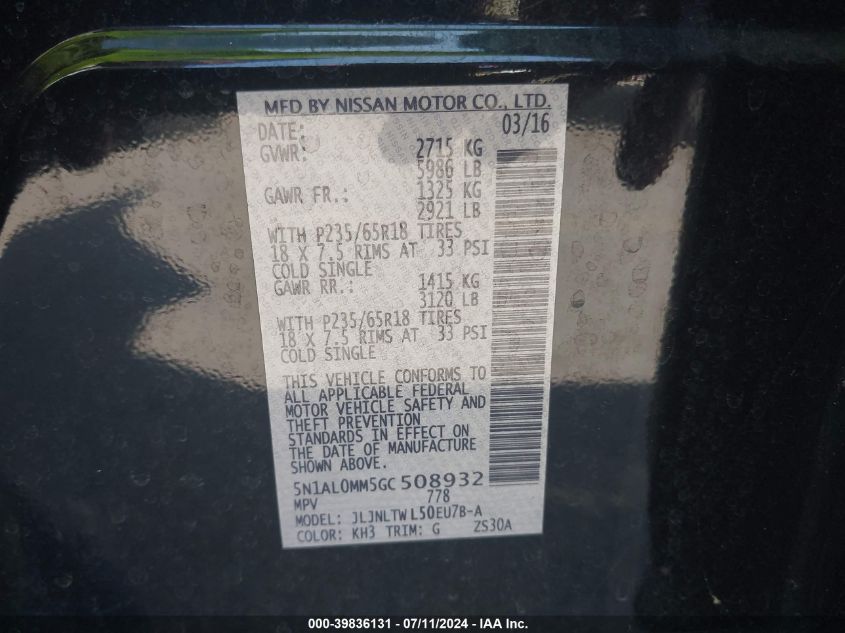 MFD BY NISSAN MOTOR CO., LTD.
DATE: 03/16
GVWR: 2715 KG
5986 LB
GAWR FR.: 1325 KG
2921 LB
WITH P235/65R18 TIRES
18 X 7.5 RIMS AT 33 PSI
COLD SINGLE
GAWR RR.: 1415 KG
3120 LB
WITH P235/65R18 TIRES
18 X 7.5 RIMS AT 33 PSI
COLD SINGLE
THIS VEHICLE CONFORMS TO
ALL APPLICABLE FEDERAL
MOTOR VEHICLE SAFETY AND
THEFT PREVENTION
STANDARDS IN EFFECT ON
THE DATE OF MANUFACTURE
SHOWN ABOVE.
5N1AL0MM5GC 508932
MPV 778
MODEL: JLJNLTW L50EU7B-A
COLOR: KH3 TRIM: G ZS30A
000-39836131 - 07/11/2024 - IAA Inc.